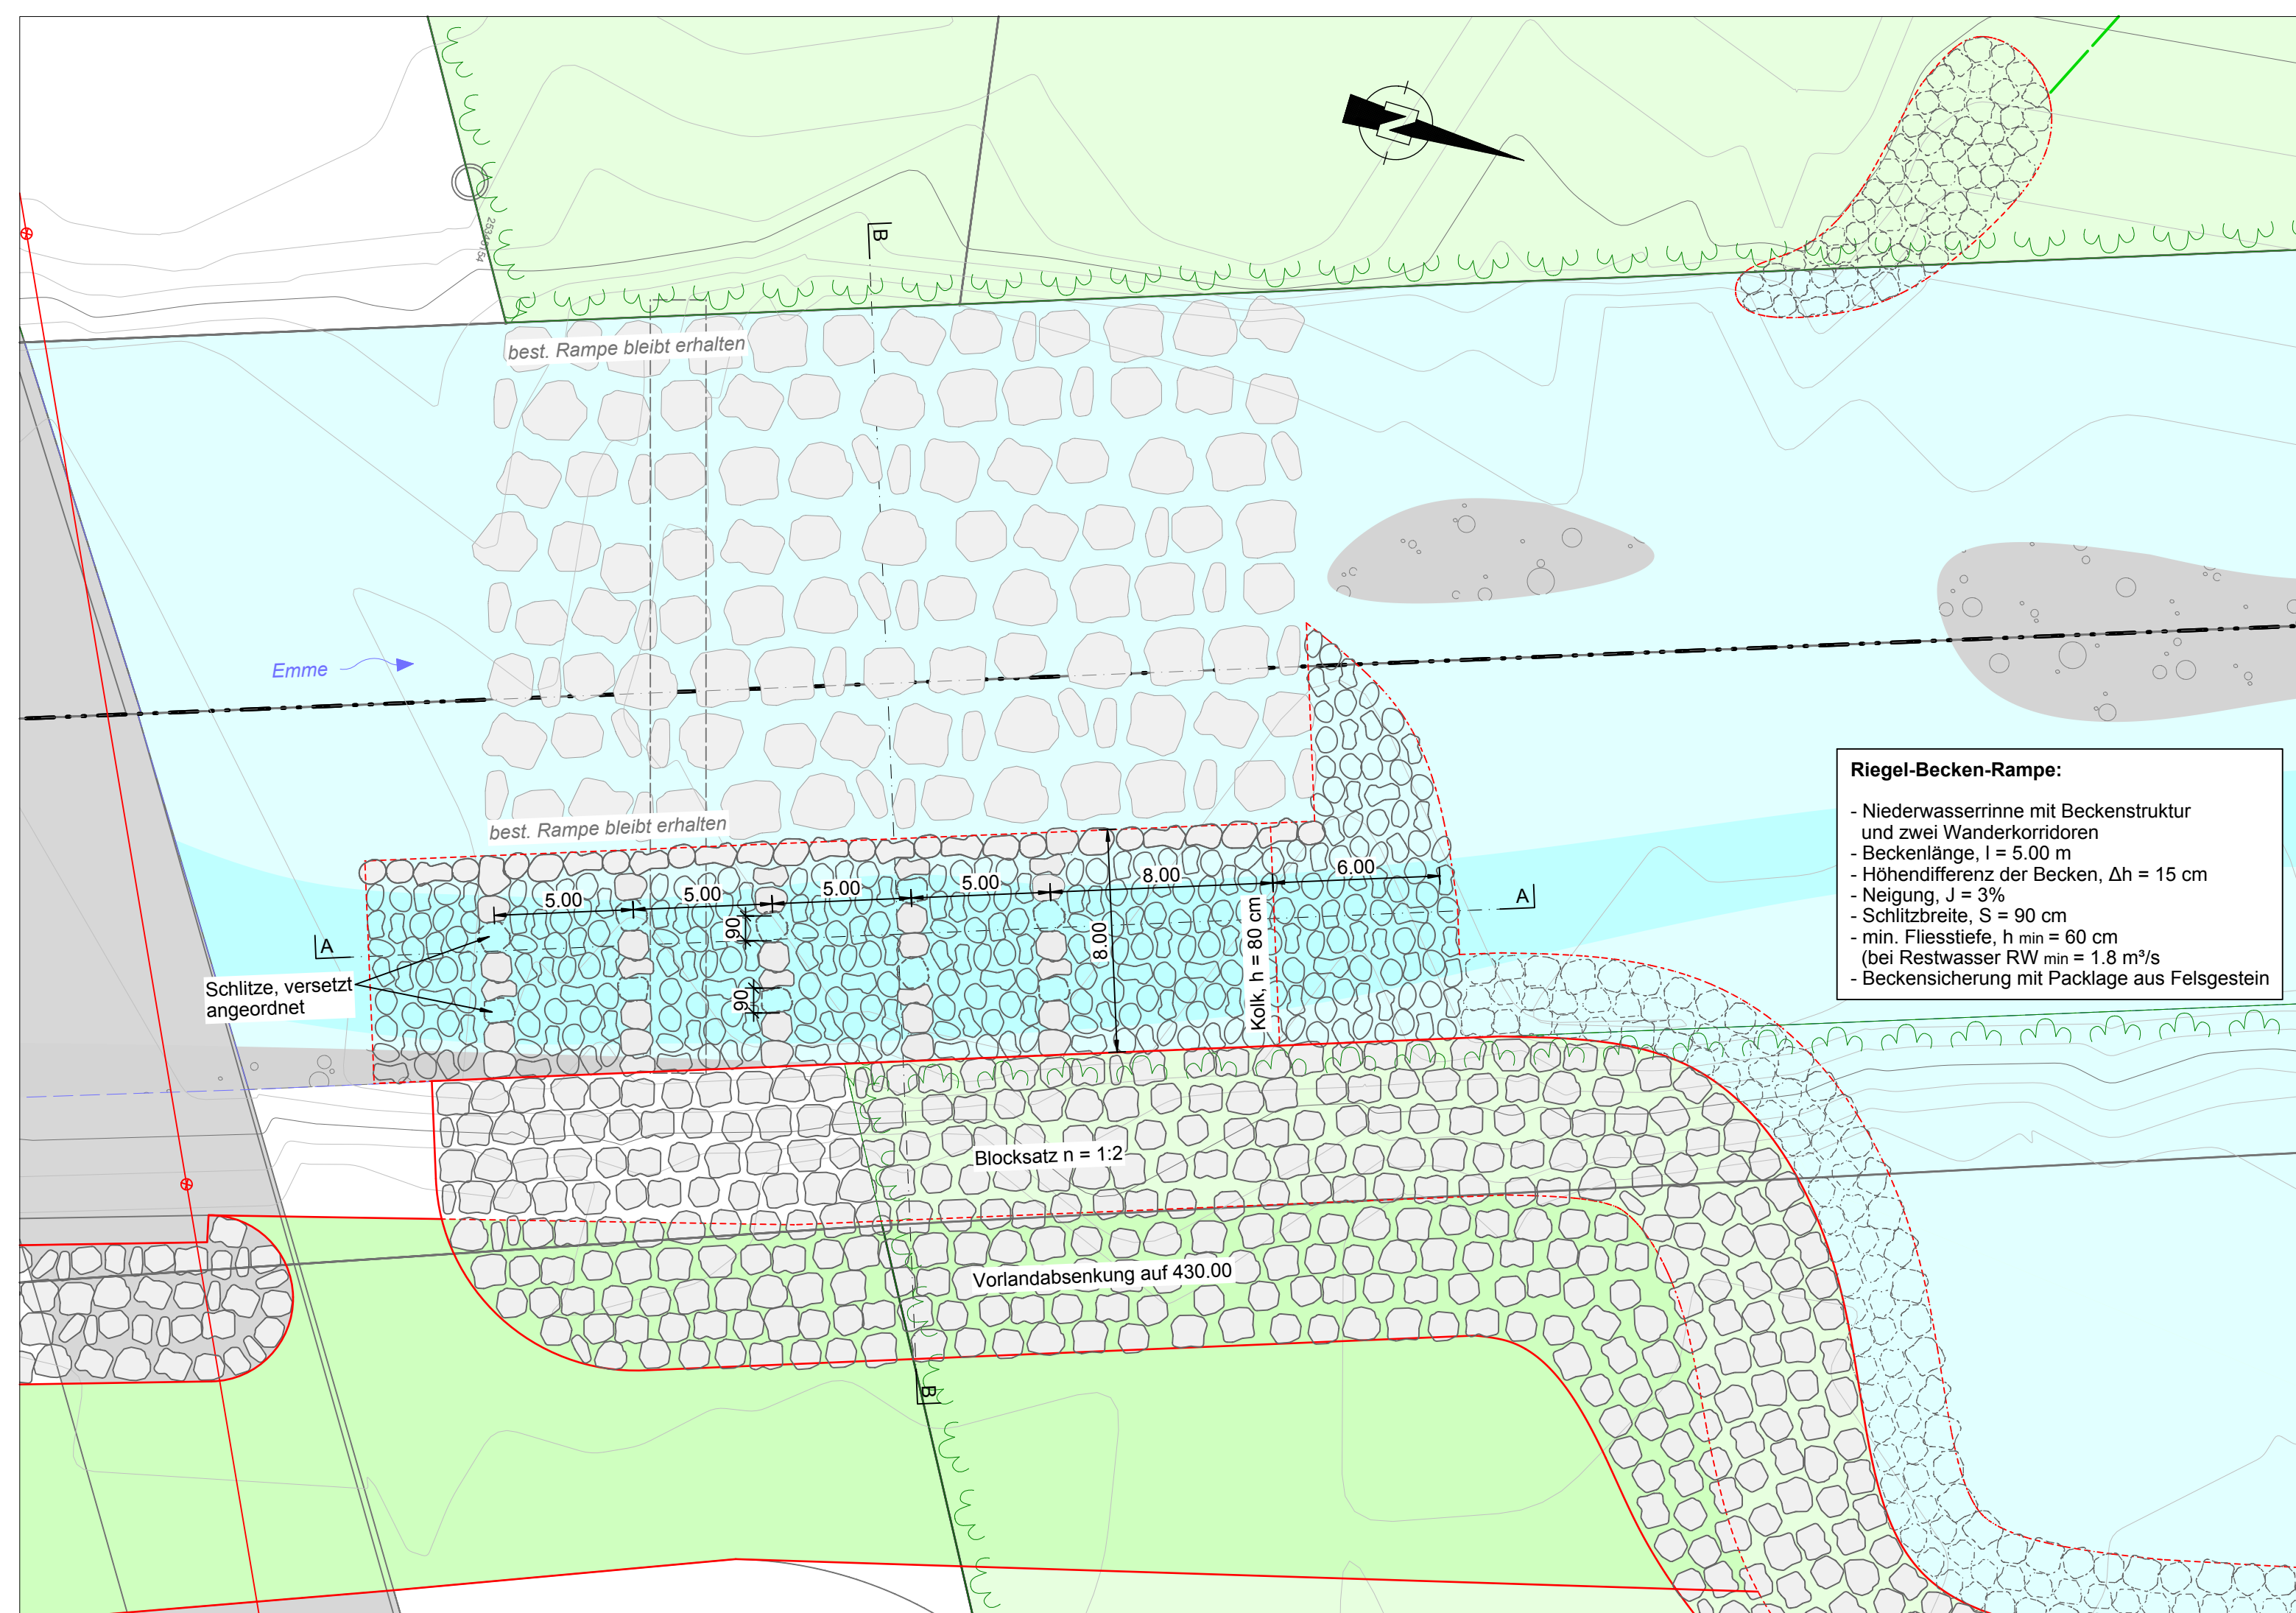 25340154
B
N
best. Rampe bleibt erhalten
Emme
Riegel-Becken-Rampe:
- Niederwasserrinne mit Beckenstruktur
und zwei Wanderkorridoren
- Beckenlänge, l = 5.00 m
- Höhendifferenz der Becken, Δh = 15 cm
- Neigung, J = 3%
- Schlitzbreite, S = 90 cm
- min. Fliesstiefe, h min = 60 cm
(bei Restwasser RW min = 1.8 m³/s
- Beckensicherung mit Packlage aus Felsgestein
best. Rampe bleibt erhalten
5.00
5.00
5.00
5.00
8.00
6.00
A
A
90
90
8.00
Kolk, h = 80 cm
Schlitze, versetzt
angeordnet
Blocksatz n = 1:2
Vorlandabsenkung auf 430.00
B